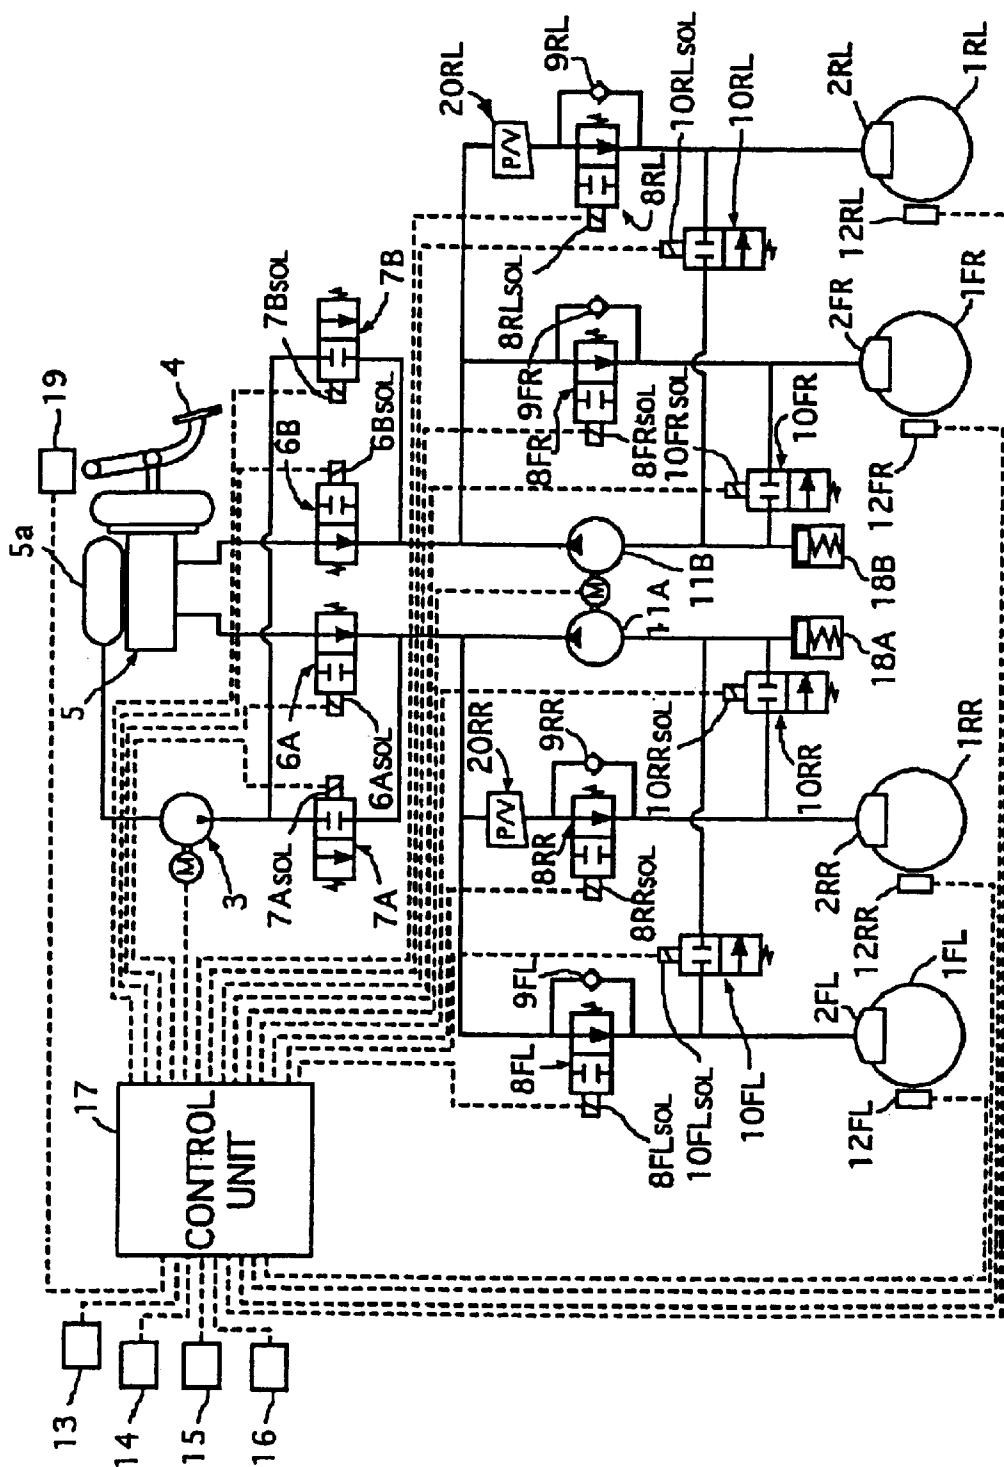 19
5a
4
5
3
M
17
CONTROL
UNIT
13
14
15
16
7BSOL
7B
6B
6BSOL
6A
6ASOL
7ASOL
7A
20RL
P/V
9RL
10RLSOL
10RL
8RL
8RLSOL
2RL
1RL
12RL
9FR
8FR
8FRSOL
10FRSOL
10FR
2FR
1FR
12FR
M
11B
11A
18B
18A
20RR
P/V
9RR
8RR
8RRSOL
10RRSOL
10RR
2RR
1RR
12RR
9FL
8FL
8FLSOL
10FLSOL
10FL
2FL
1FL
12FL